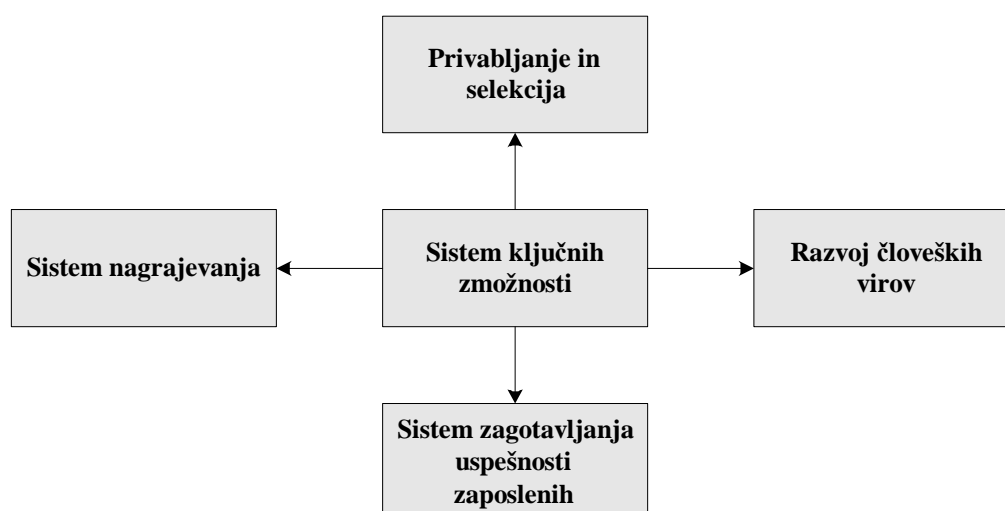 Privabljanje in
selekcija
Sistem nagrajevanja
Sistem ključnih
zmožnosti
Razvoj človeških
virov
Sistem zagotavljanja
uspešnosti
zaposlenih